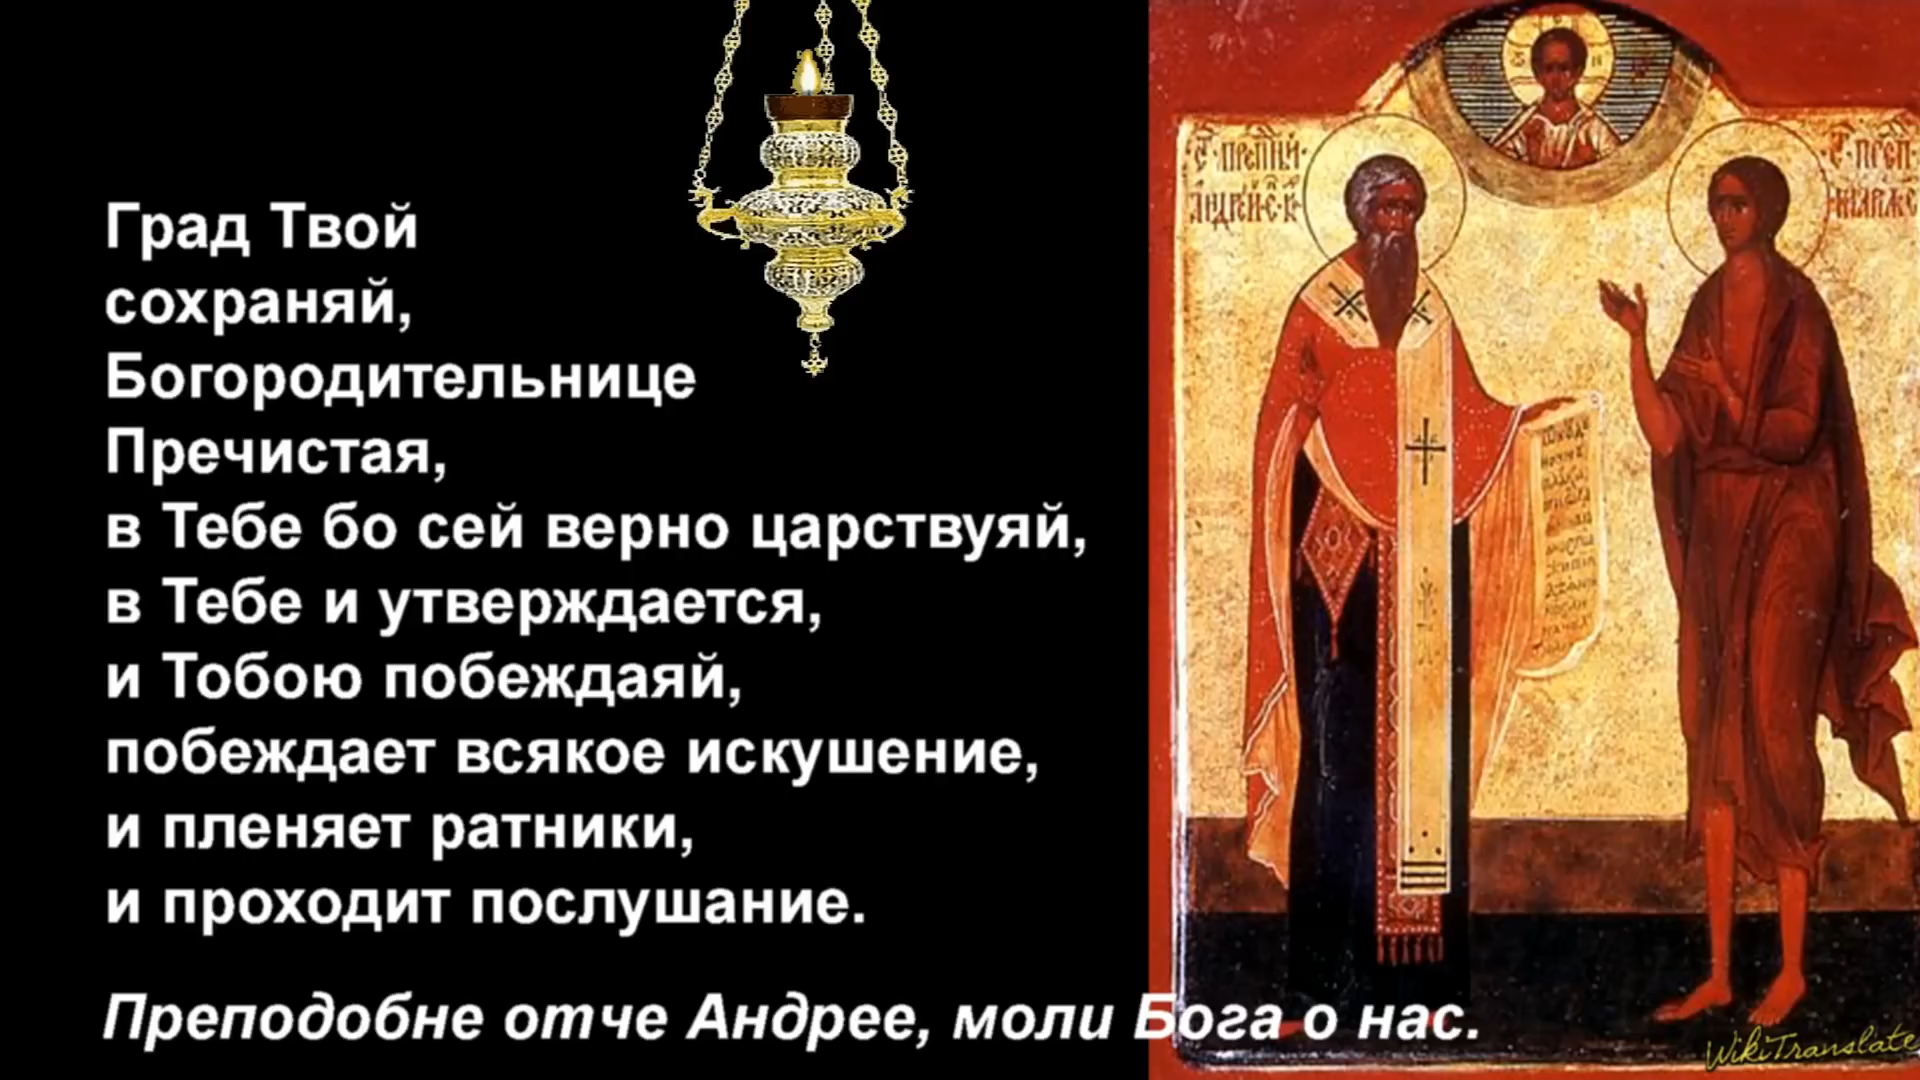 Град Твой
сохраняй,
Богородительнице
Пречистая,
в Тебе бо сей верно царствуяй,
в Тебе и утверждается,
и Тобою побеждаяй,
побеждает всякое искушение,
и пленяет ратники,
и проходит послушание.
Преподобне отче Андрее, моли Бога о нас.
WikiTranslate